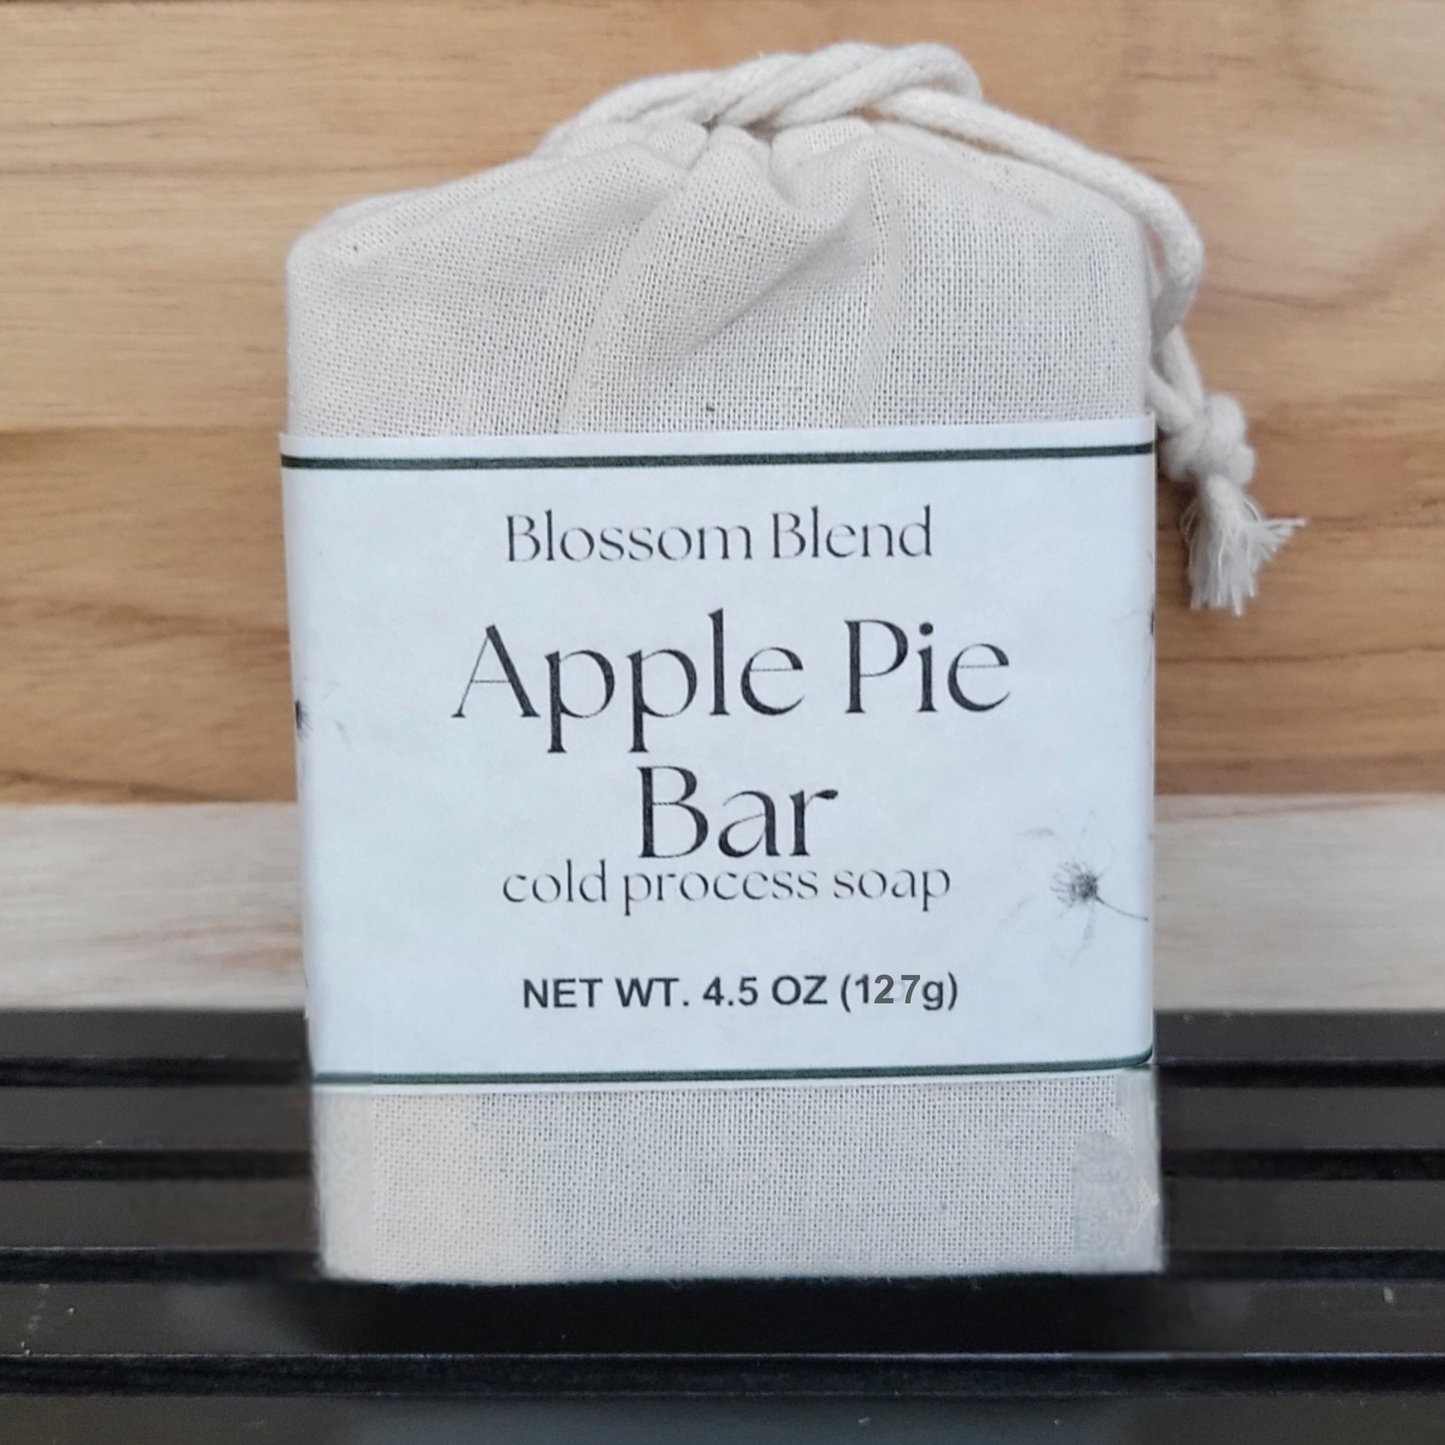 Blossom Blend
Apple Pie
Bar
cold process soap
NET WT. 4.5 OZ (127g)